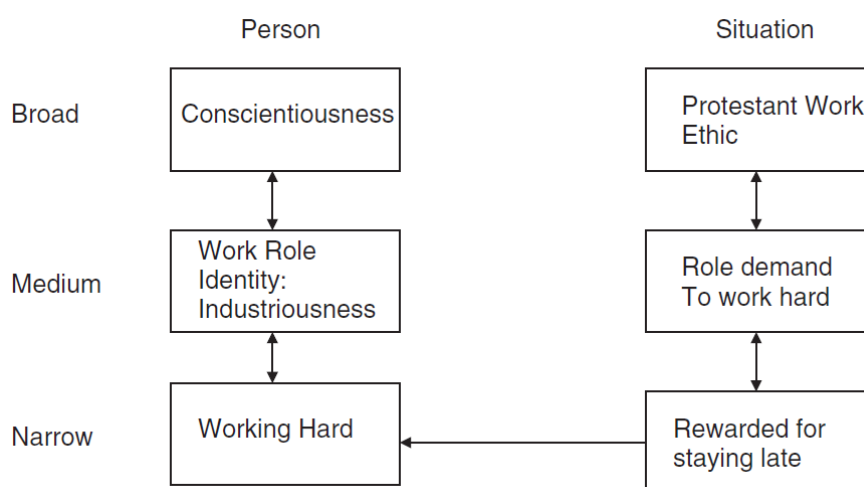 Person
Situation
Broad
Conscientiousness
Protestant Work
Ethic
Medium
Work Role
Identity:
Industriousness
Role demand
To work hard
Narrow
Working Hard
Rewarded for
staying late